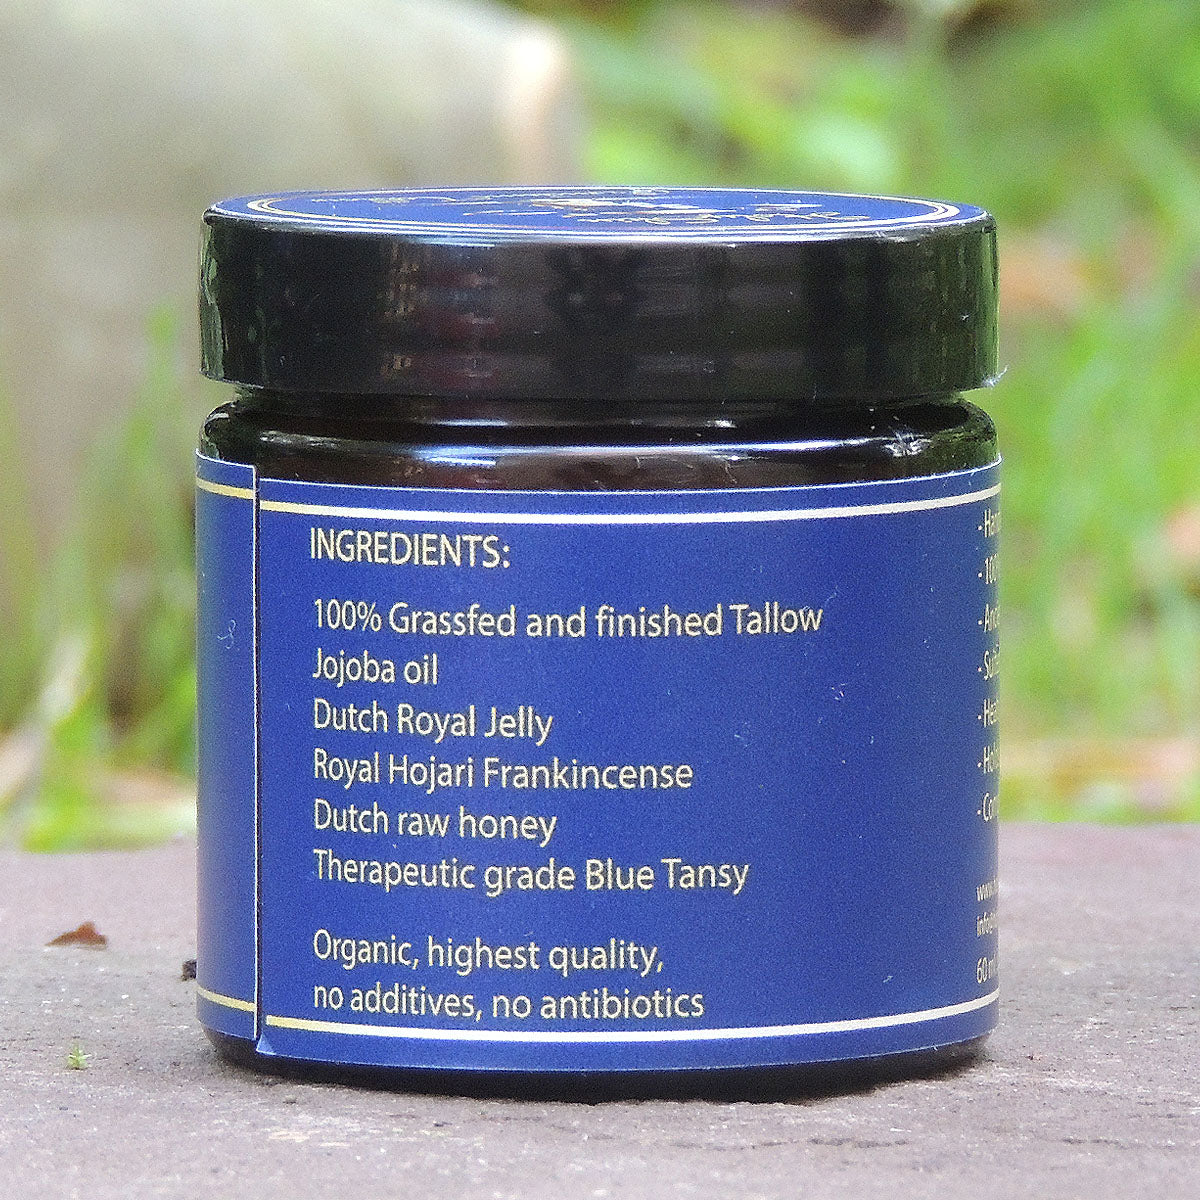 INGREDIENTS:
100% Grassfed and finished Tallow
Jojoba oil
Dutch Royal Jelly
Royal Hojari Frankincense
Dutch raw honey
Therapeutic grade Blue Tansy
Organic, highest quality,
no additives, no antibiotics